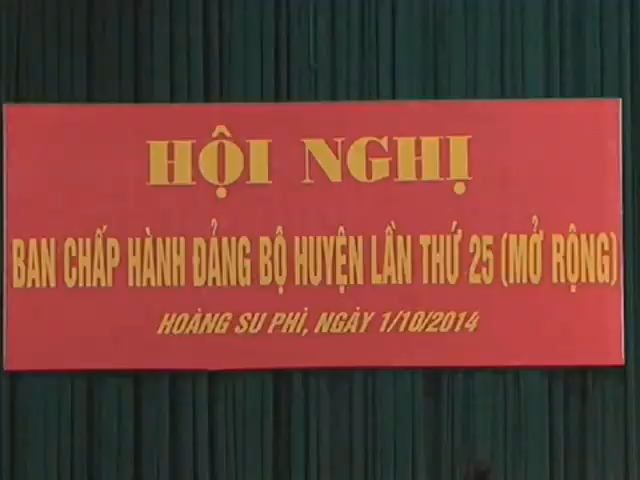 HỘI NGHỊ
BAN CHẤP HÀNH ĐẢNG BỘ HUYỆN LẦN THỨ 25 (MỞ RỘNG)
HOÀNG SU PHÌ, NGÀY 1/10/2014